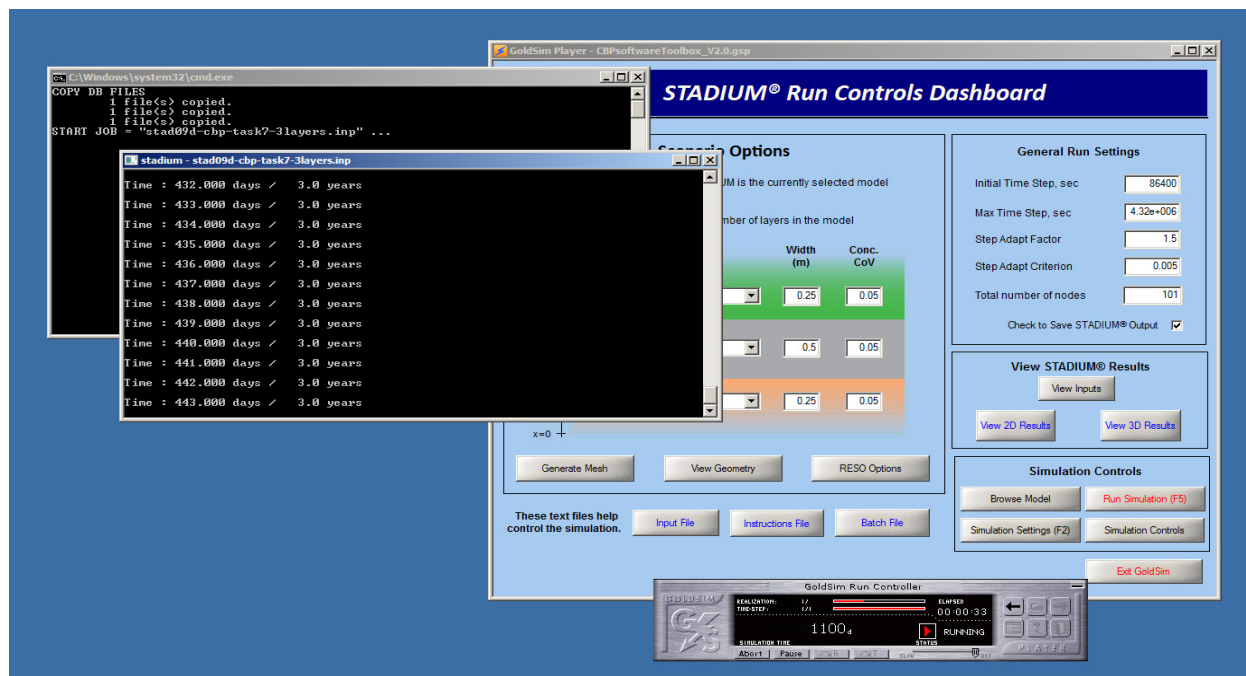 GoldSim Player - CBPsoftwareToolbox_V2.0.gsp
C:\Windows\system32\cmd.exe
COPY DB FILES
1 file(s) copied.
1 file(s) copied.
1 file(s) copied.
START JOB = "stad09d-cbp-task7-3layers.inp" ...
stadium - stad09d-cbp-task7-3layers.inp
Time : 432.000 days / 3.0 years
Time : 433.000 days / 3.0 years
Time : 434.000 days / 3.0 years
Time : 435.000 days / 3.0 years
Time : 436.000 days / 3.0 years
Time : 437.000 days / 3.0 years
Time : 438.000 days / 3.0 years
Time : 439.000 days / 3.0 years
Time : 440.000 days / 3.0 years
Time : 441.000 days / 3.0 years
Time : 442.000 days / 3.0 years
Time : 443.000 days / 3.0 years
STADIUM® Run Controls Dashboard
Options
is the currently selected model
of layers in the model
Width (m)
Conc. CoV
0.25 0.05
0.5 0.05
0.25 0.05
x=0
Generate Mesh
View Geometry
RESO Options
These text files help
control the simulation.
Input File
Instructions File
Batch File
General Run Settings
Initial Time Step, sec 86400
Max Time Step, sec 4.32e+006
Step Adapt Factor 1.5
Step Adapt Criterion 0.005
Total number of nodes 101
Check to Save STADIUM® Output
View STADIUM® Results
View Inputs
View 2D Results
View 3D Results
Simulation Controls
Browse Model
Run Simulation (F5)
Simulation Settings (F2)
Simulation Controls
Exit GoldSim
GoldSim Run Controller
GOLDSIM
REALIZATION: 1/
TIME-STEP: 1/1
ELAPSED
00:00:33
1100d
SIMULATION TIME
STATUS
RUNNING
Abort
Pause
SLOW
PLAYER